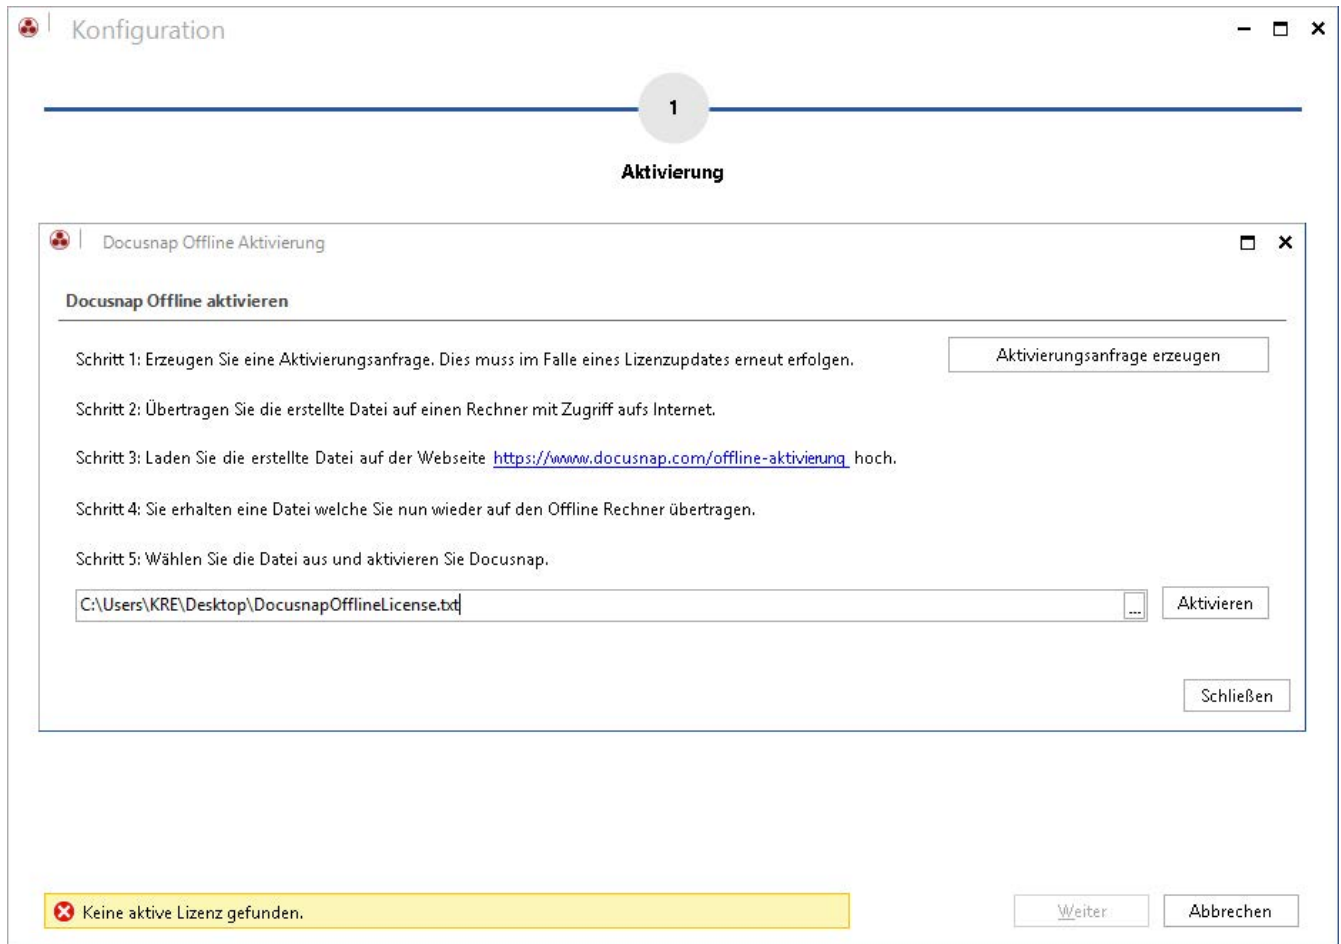 Konfiguration
1
Aktivierung
Docusnap Offline Aktivierung
Docusnap Offline aktivieren
Schritt 1: Erzeugen Sie eine Aktivierungsanfrage. Dies muss im Falle eines Lizenzupdates erneut erfolgen.
Aktivierungsanfrage erzeugen
Schritt 2: Übertragen Sie die erstellte Datei auf einen Rechner mit Zugriff aufs Internet.
Schritt 3: Laden Sie die erstellte Datei auf der Webseite https://www.docusnap.com/offline-aktivierung hoch.
Schritt 4: Sie erhalten eine Datei welche Sie nun wieder auf den Offline Rechner übertragen.
Schritt 5: Wählen Sie die Datei aus und aktivieren Sie Docusnap.
C:\Users\KRE\Desktop\DocusnapOfflineLicense.txt ... Aktivieren
Schließen
Keine aktive Lizenz gefunden.
Weiter Abbrechen